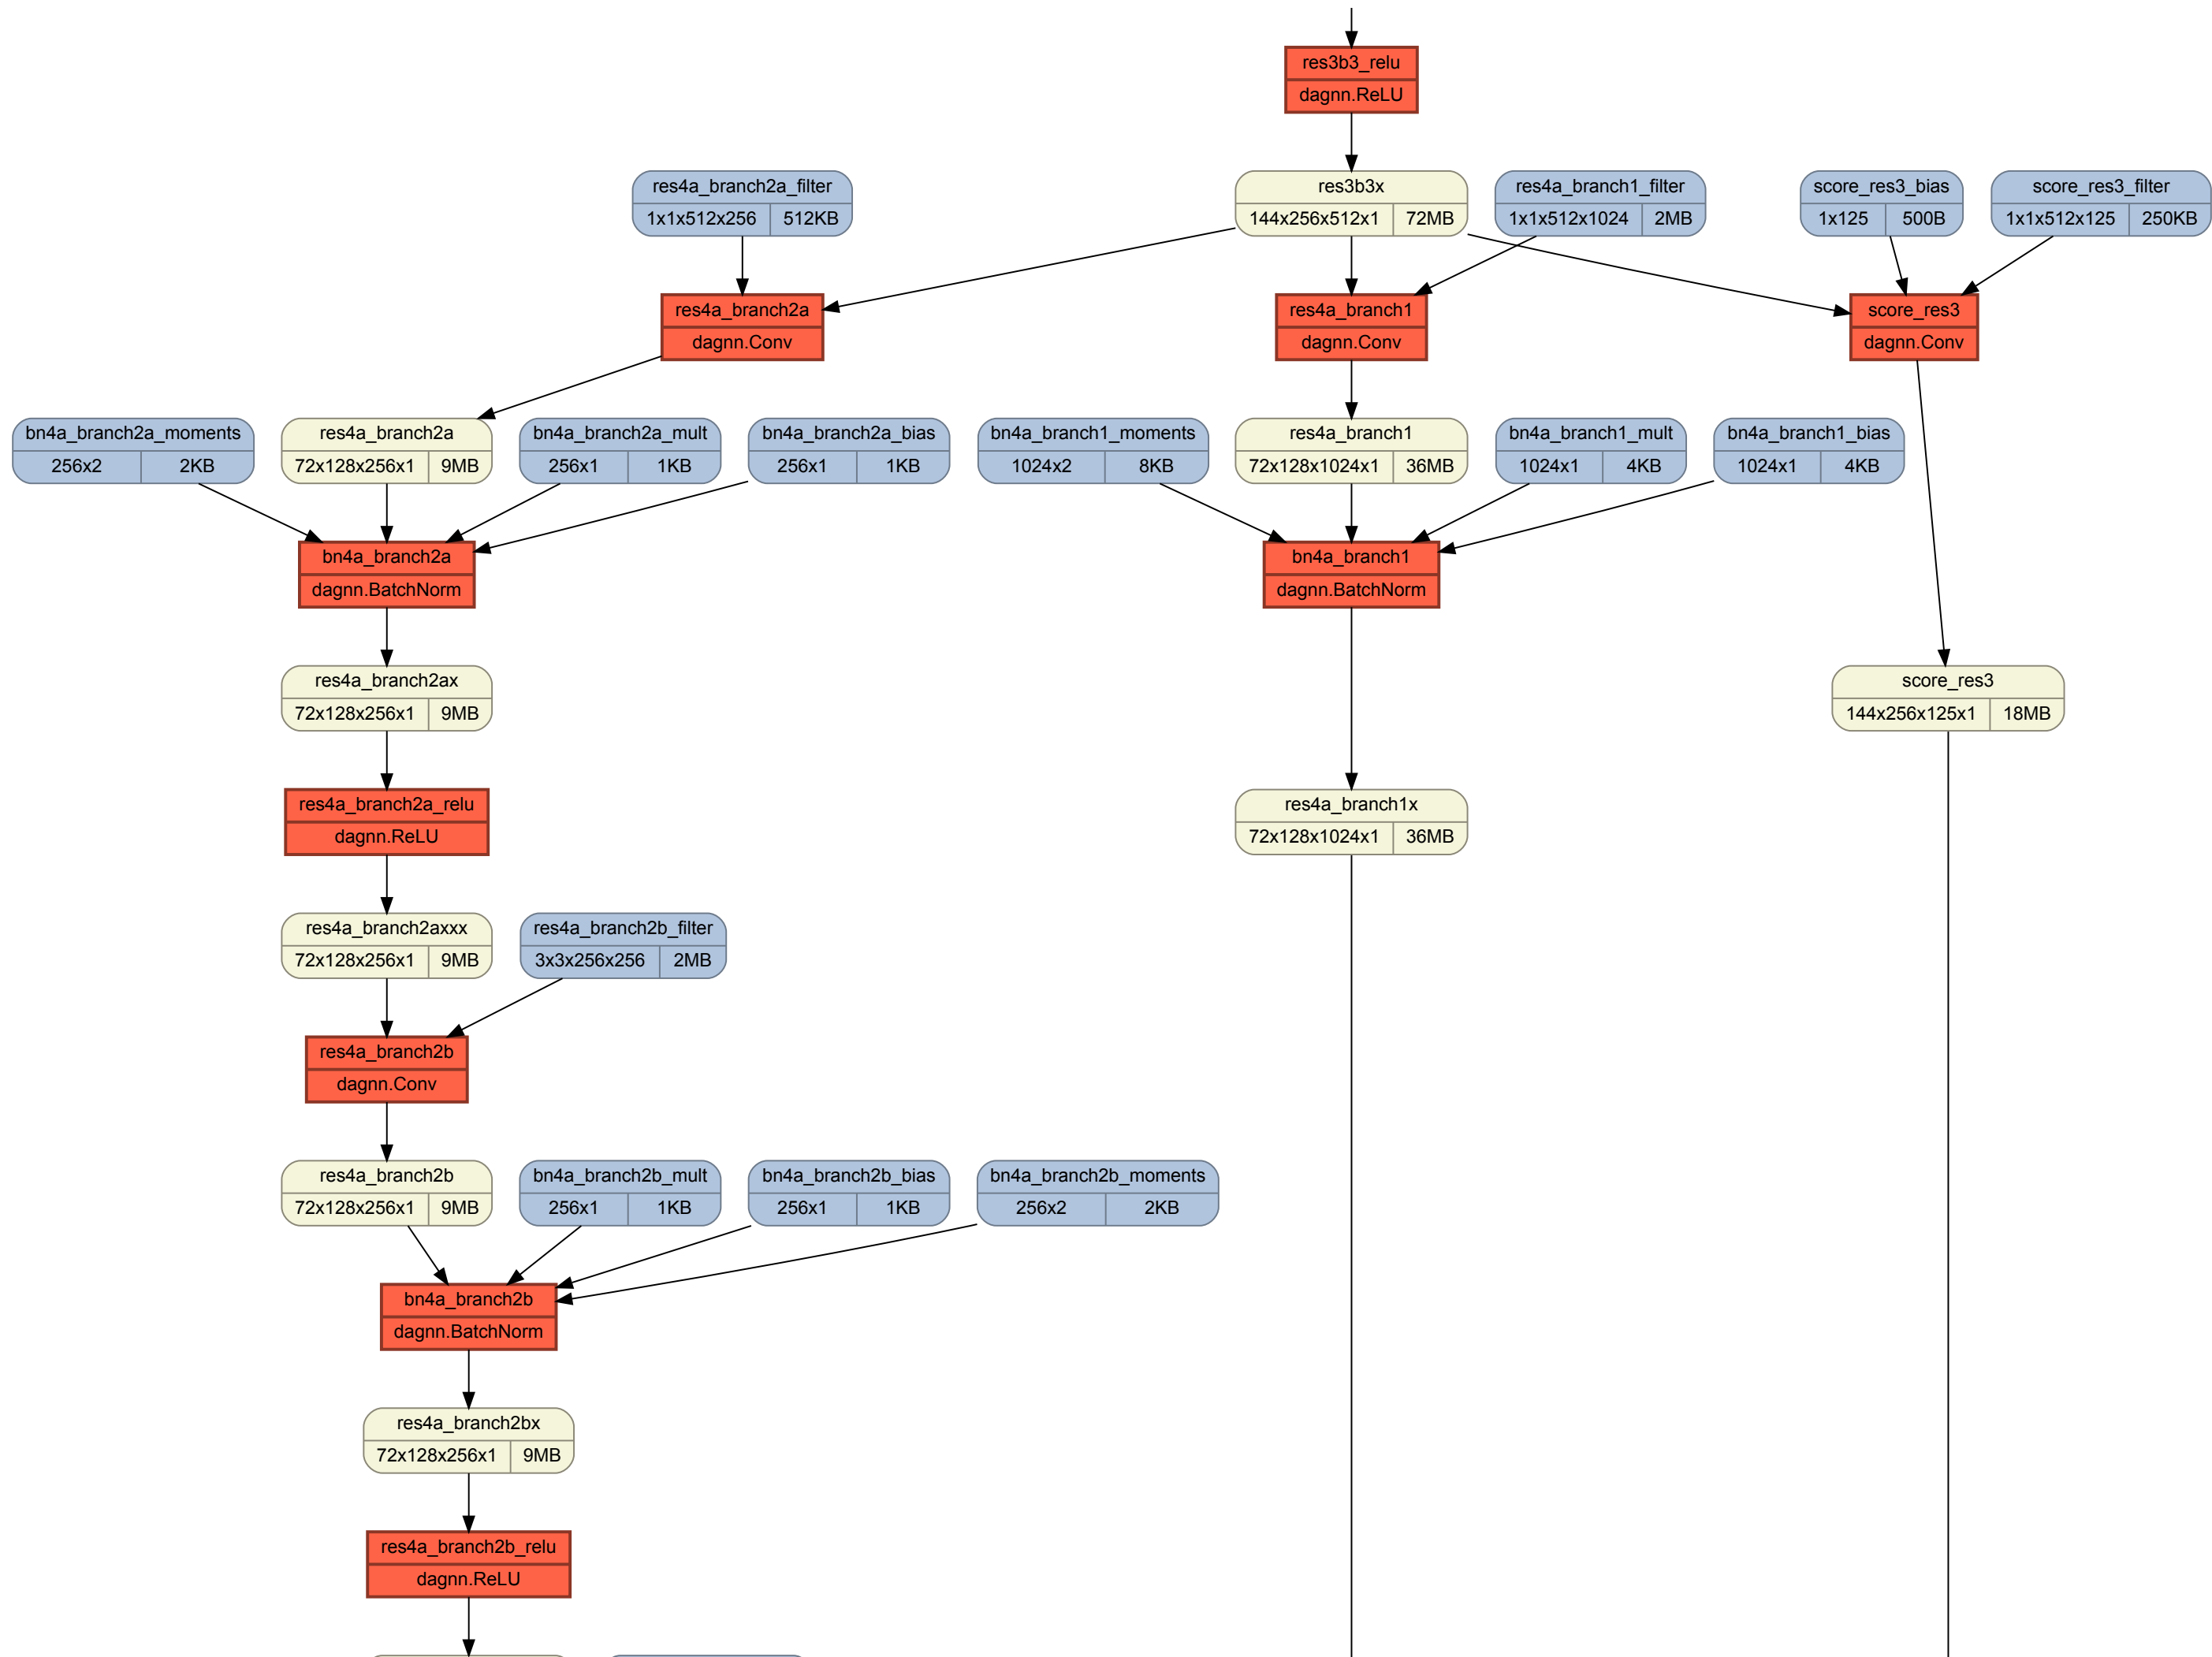 res3b3_relu
dagnn.ReLU
res4a_branch2a_filter
1x1x512x256 512KB
res3b3x
144x256x512x1 72MB
res4a_branch1_filter
1x1x512x1024 2MB
score_res3_bias
1x125 500B
score_res3_filter
1x1x512x125 250KB
res4a_branch2a
dagnn.Conv
res4a_branch1
dagnn.Conv
score_res3
dagnn.Conv
bn4a_branch2a_moments
256x2 2KB
res4a_branch2a
72x128x256x1 9MB
bn4a_branch2a_mult
256x1 1KB
bn4a_branch2a_bias
256x1 1KB
bn4a_branch1_moments
1024x2 8KB
res4a_branch1
72x128x1024x1 36MB
bn4a_branch1_mult
1024x1 4KB
bn4a_branch1_bias
1024x1 4KB
bn4a_branch2a
dagnn.BatchNorm
bn4a_branch1
dagnn.BatchNorm
res4a_branch2ax
72x128x256x1 9MB
score_res3
144x256x125x1 18MB
res4a_branch2a_relu
dagnn.ReLU
res4a_branch1x
72x128x1024x1 36MB
res4a_branch2axxx
72x128x256x1 9MB
res4a_branch2b_filter
3x3x256x256 2MB
res4a_branch2b
dagnn.Conv
res4a_branch2b
72x128x256x1 9MB
bn4a_branch2b_mult
256x1 1KB
bn4a_branch2b_bias
256x1 1KB
bn4a_branch2b_moments
256x2 2KB
bn4a_branch2b
dagnn.BatchNorm
res4a_branch2bx
72x128x256x1 9MB
res4a_branch2b_relu
dagnn.ReLU